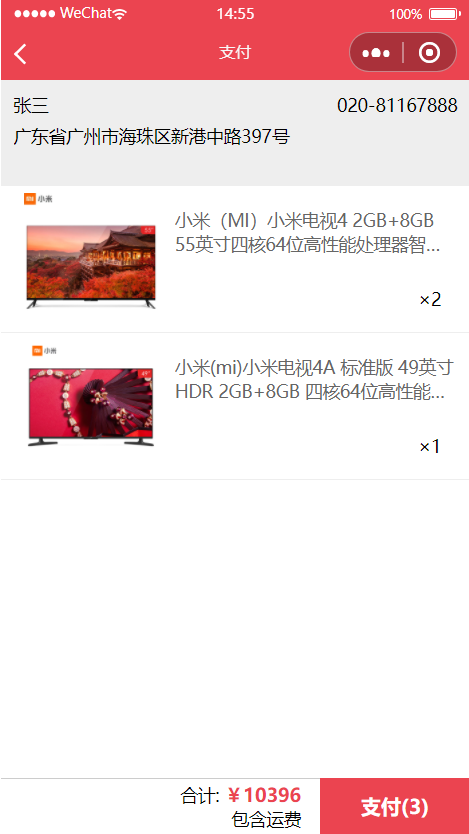 WeChat 14:55 100%
支付
张三 020-81167888
广东省广州市海珠区新港中路397号
小米
小米（MI）小米电视4 2GB+8GB
55英寸四核64位高性能处理器智...
×2
小米
小米(mi)小米电视4A 标准版 49英寸
HDR 2GB+8GB 四核64位高性能...
×1
合计: ￥10396
包含运费
支付(3)